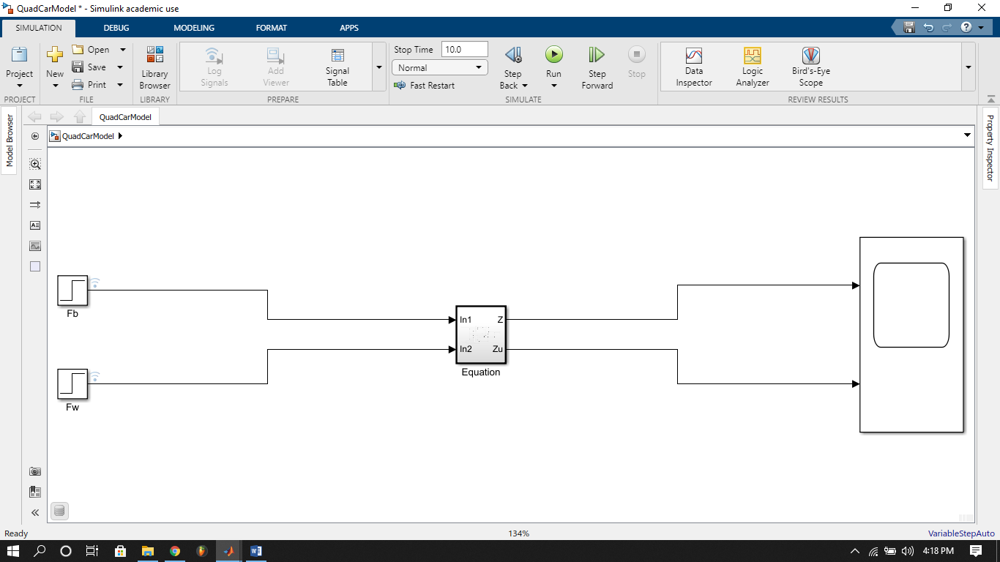 QuadCarModel * - Simulink academic use
SIMULATION DEBUG MODELING FORMAT APPS
Project
New
Open
Save
Print
Library
Browser
Log
Signals
Add
Viewer
Signal
Table
Stop Time 10.0
Normal
Fast Restart
Step
Back
Run
Step
Forward
Stop
Data
Inspector
Logic
Analyzer
Bird's-Eye
Scope
PROJECT FILE LIBRARY PREPARE SIMULATE REVIEW RESULTS
QuadCarModel
QuadCarModel
Model Browser
Property Inspector
Fb
In1 Z
In2 Zu
Equation
Fw
Ready 134% VariableStepAuto
4:18 PM